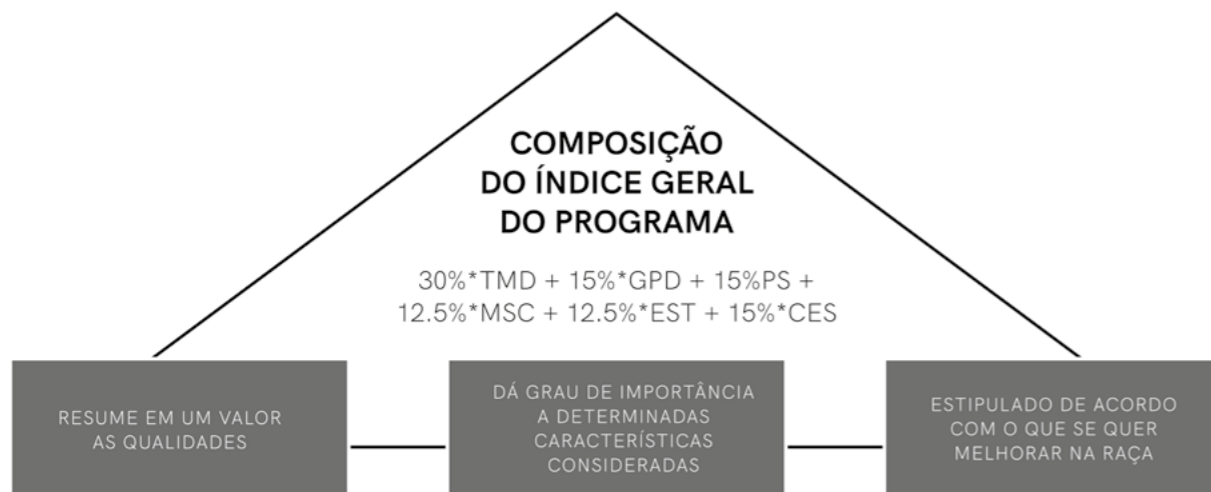 COMPOSIÇÃO
DO ÍNDICE GERAL
DO PROGRAMA
30%*TMD + 15%*GPD + 15%PS +
12.5%*MSC + 12.5%*EST + 15%*CES
RESUME EM UM VALOR
AS QUALIDADES
DÁ GRAU DE IMPORTÂNCIA
A DETERMINADAS
CARACTERÍSTICAS
CONSIDERADAS
ESTIPULADO DE ACORDO
COM O QUE SE QUER
MELHORAR NA RAÇA